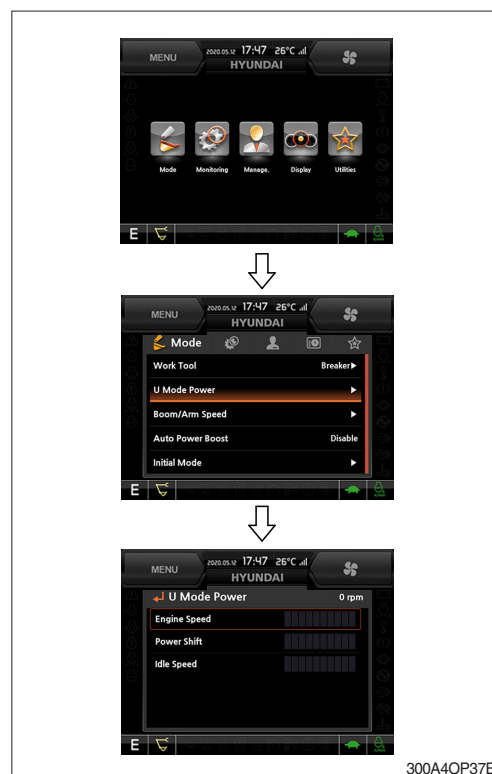 MENU 2020.05.12 17:47 26°C
HYUNDAI
Mode Monitoring Manage. Display Utilities
E
MENU 2020.05.12 17:47 26°C
HYUNDAI
Mode
Work Tool Breaker▶
U Mode Power ▶
Boom/Arm Speed ▶
Auto Power Boost Disable
Initial Mode ▶
E
MENU 2020.05.12 17:47 26°C
HYUNDAI
U Mode Power 0 rpm
Engine Speed
Power Shift
Idle Speed
E
300A4OP37E